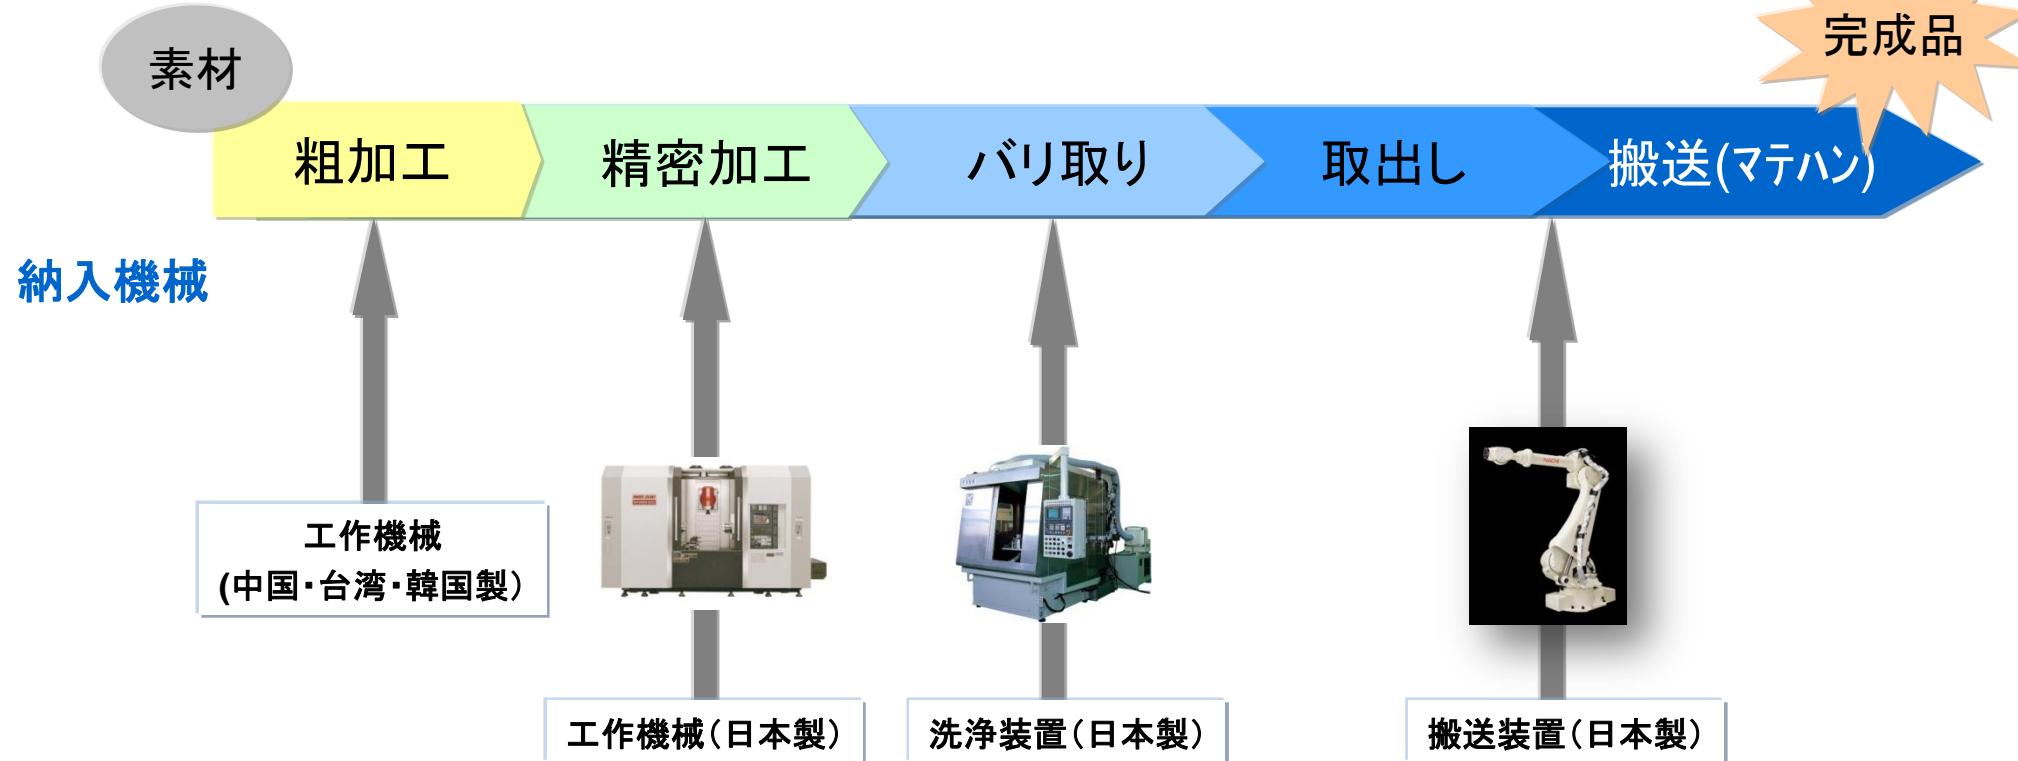 素材
完成品
粗加工
精密加工
バリ取り
取出し
搬送(マテハン)
納入機械
工作機械
(中国・台湾・韓国製)
NACHI
工作機械(日本製)
洗浄装置(日本製)
搬送装置(日本製)